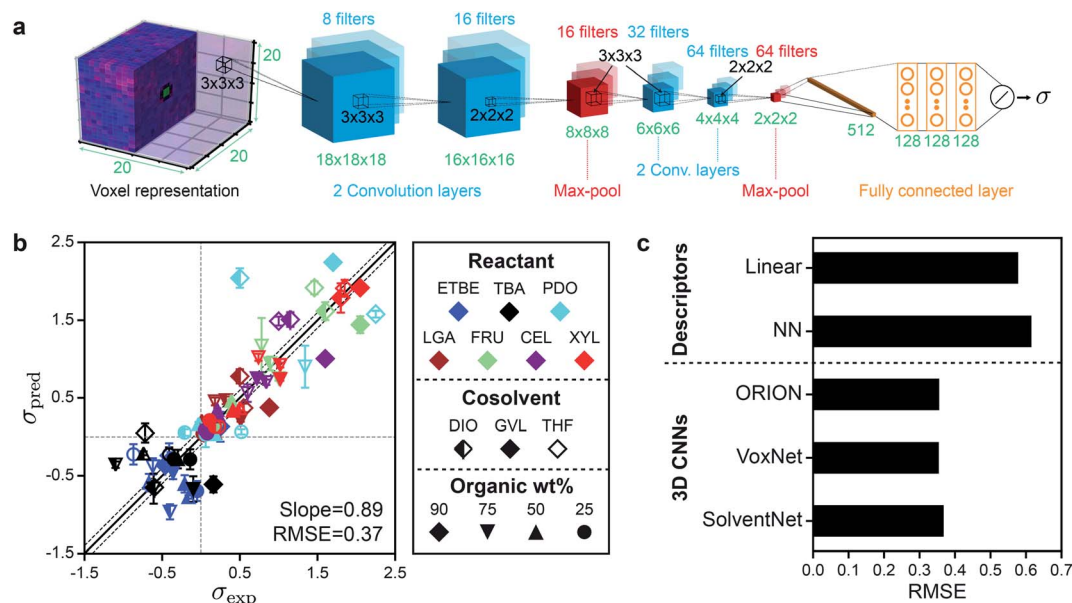 a
8 filters
16 filters
16 filters
32 filters
64 filters
64 filters
20
3x3x3
3x3x3
2x2x2
3x3x3
2x2x2
20
20
18x18x18
16x16x16
8x8x8
6x6x6
4x4x4
2x2x2
512
128 128 128
σ
Voxel representation
2 Convolution layers
Max-pool
2 Conv. layers
Max-pool
Fully connected layer
b
2.5
1.5
0.5
-0.5
-1.5
σpred
-1.5 -0.5 0.5 1.5 2.5
σexp
Slope=0.89
RMSE=0.37
Reactant
ETBE TBA PDO
LGA FRU CEL XYL
Cosolvent
DIO GVL THF
Organic wt%
90 75 50 25
c
Descriptors
Linear
NN
3D CNNs
ORION
VoxNet
SolventNet
0.0 0.1 0.2 0.3 0.4 0.5 0.6 0.7
RMSE